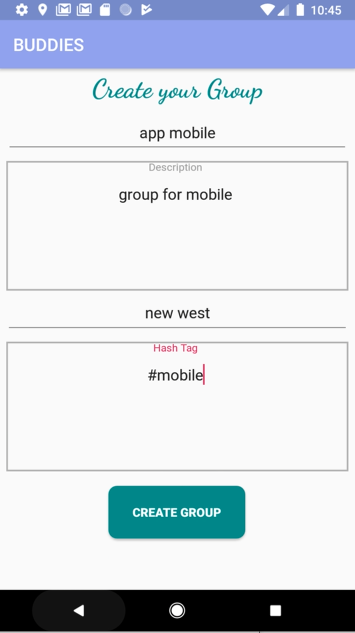 10:45
BUDDIES
Create your Group
app mobile
Description
group for mobile
new west
Hash Tag
#mobile
CREATE GROUP